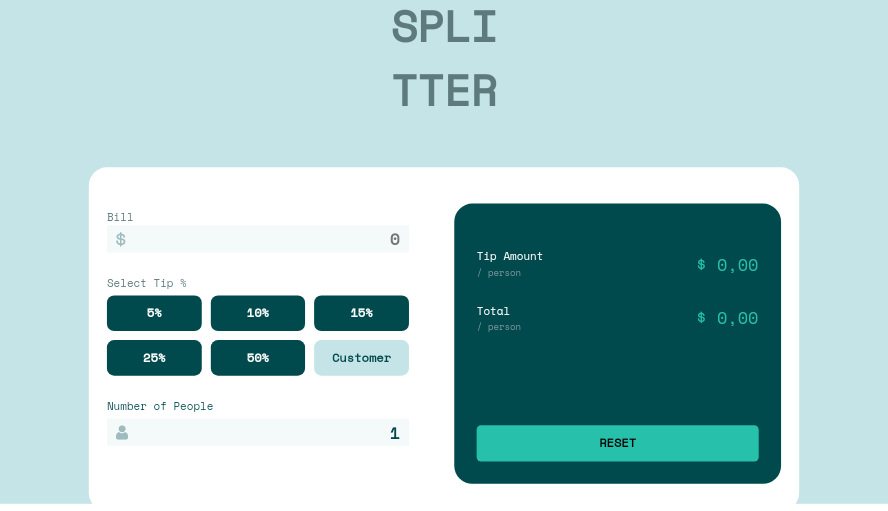 SPLI
TTER
Bill
$ 0
Select Tip %
5% 10% 15%
25% 50% Customer
Number of People
1
Tip Amount
/ person
$ 0,00
Total
/ person
$ 0,00
RESET